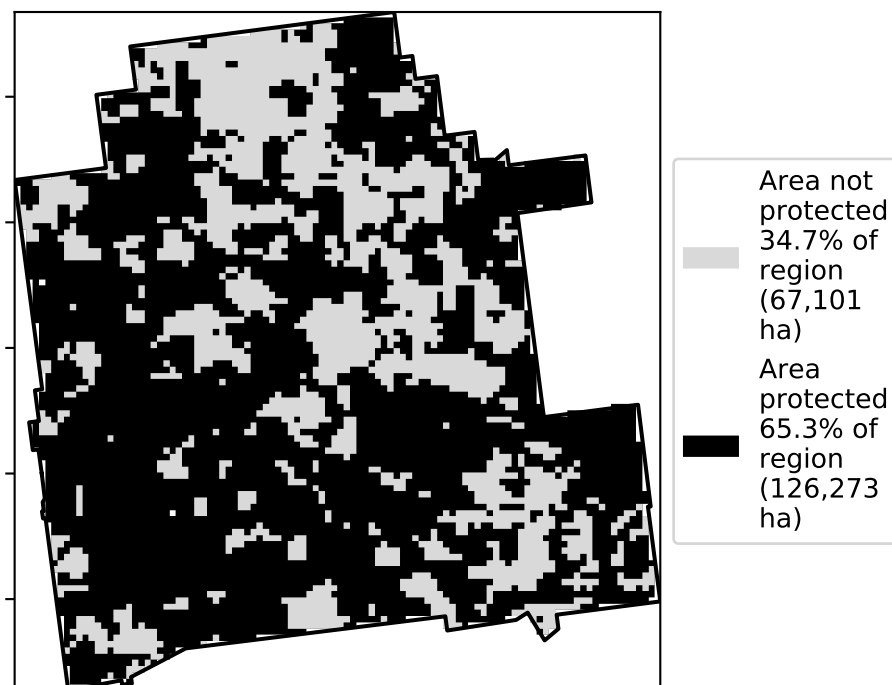 Area not
protected
34.7% of
region
(67,101
ha)
Area
protected
65.3% of
region
(126,273
ha)